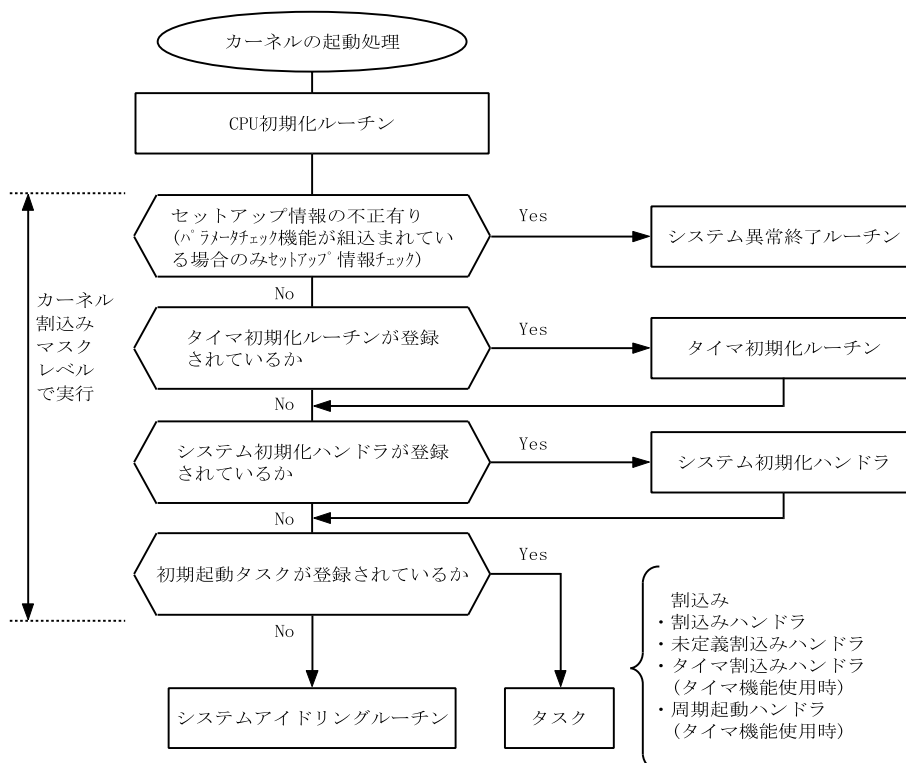 カーネルの起動処理
CPU初期化ルーチン
セットアップ情報の不正有り
(ﾊﾟﾗﾒｰﾀﾁｪｯｸ機能が組込まれてい
る場合のみｾｯﾄｱｯﾌﾟ情報ﾁｪｯｸ)
Yes
システム異常終了ルーチン
No
カーネル
割込み
マスク
レベル
で実行
タイマ初期化ルーチンが登録
されているか
Yes
タイマ初期化ルーチン
No
システム初期化ハンドラが登録
されているか
Yes
システム初期化ハンドラ
No
初期起動タスクが登録されているか
Yes
No
システムアイドリングルーチン
タスク
割込み
・割込みハンドラ
・未定義割込みハンドラ
・タイマ割込みハンドラ
(タイマ機能使用時)
・周期起動ハンドラ
(タイマ機能使用時)